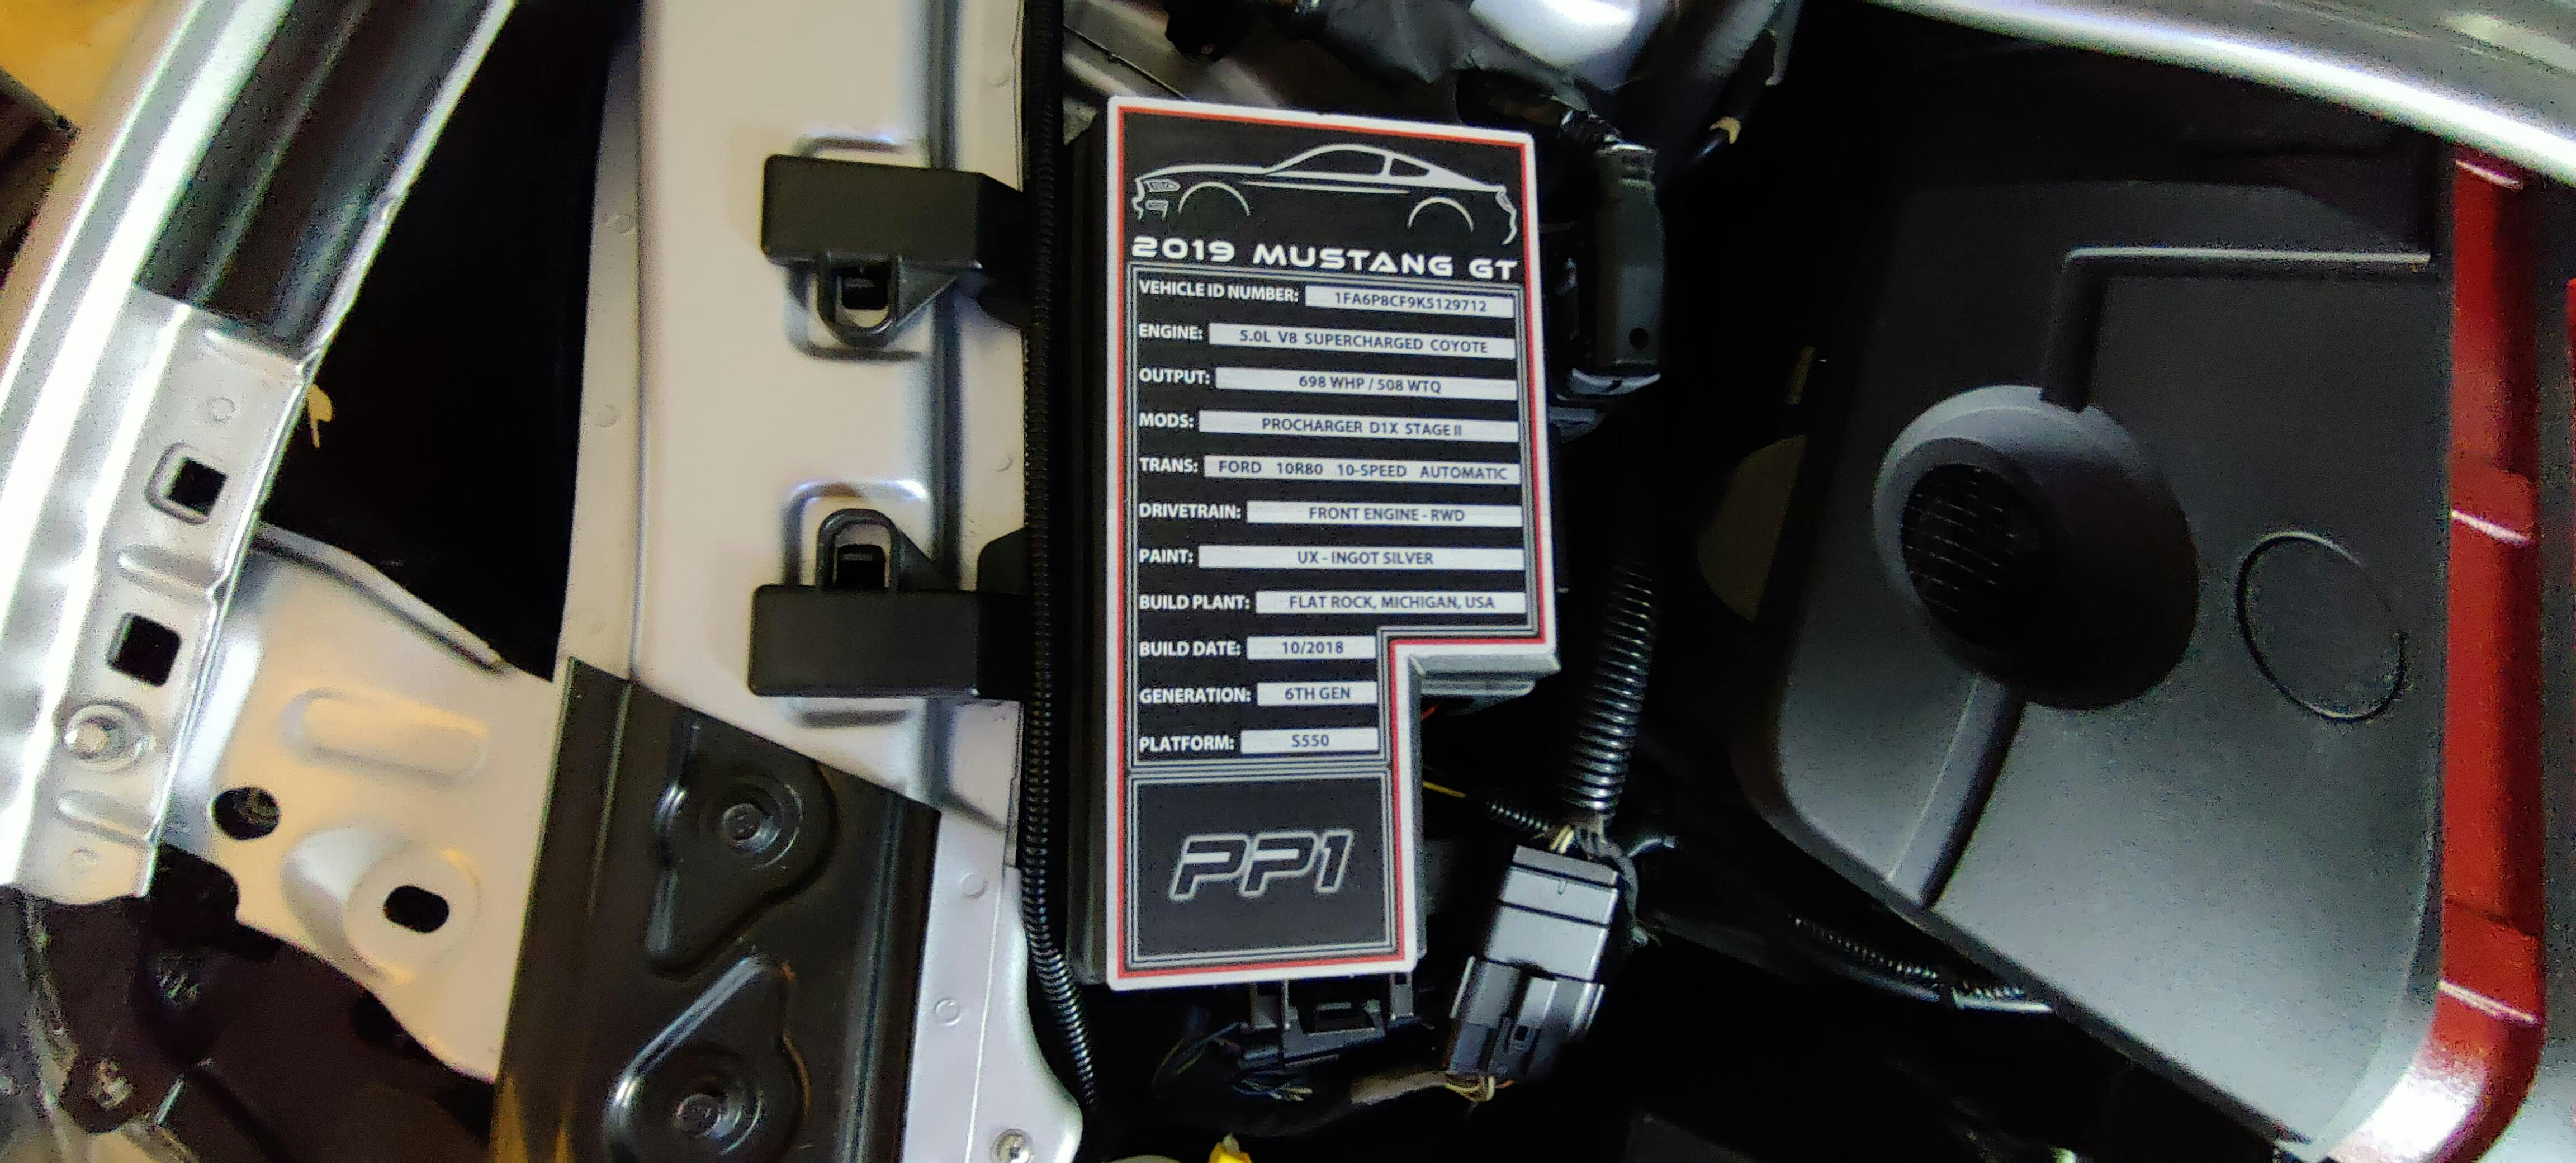 2019 MUSTANG GT
VEHICLE ID NUMBER: 1FA6P8CF9K5129712
ENGINE: 5.0L V8 SUPERCHARGED COYOTE
OUTPUT: 698 WHP / 508 WTQ
MODS: PROCHARGER D1X STAGE II
TRANS: FORD 10R80 10-SPEED AUTOMATIC
DRIVETRAIN: FRONT ENGINE - RWD
PAINT: UX - INGOT SILVER
BUILD PLANT: FLAT ROCK, MICHIGAN, USA
BUILD DATE: 10/2018
GENERATION: 6TH GEN
PLATFORM: S550
PP1